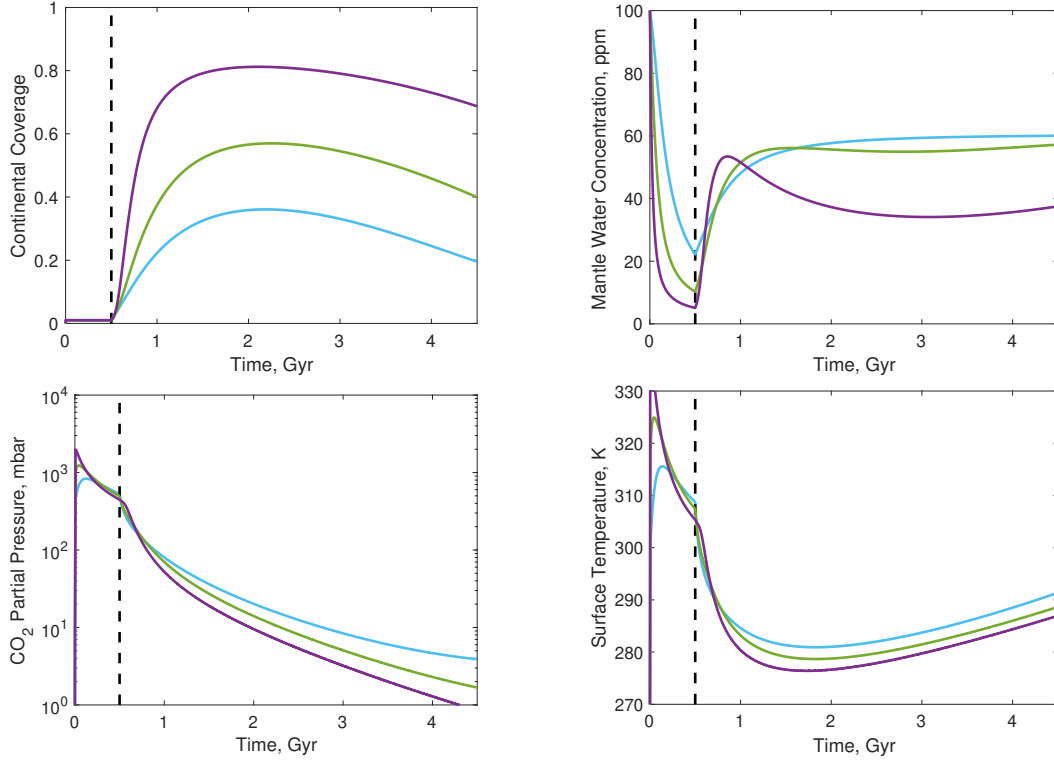 1
0.8
0.6
0.4
0.2
0
0 1 2 3 4
Time, Gyr
Continental Coverage
100
80
60
40
20
0
0 1 2 3 4
Time, Gyr
Mantle Water Concentration, ppm
10^4
10^3
10^2
10^1
10^0
0 1 2 3 4
Time, Gyr
CO_2 Partial Pressure, mbar
330
320
310
300
290
280
270
0 1 2 3 4
Time, Gyr
Surface Temperature, K